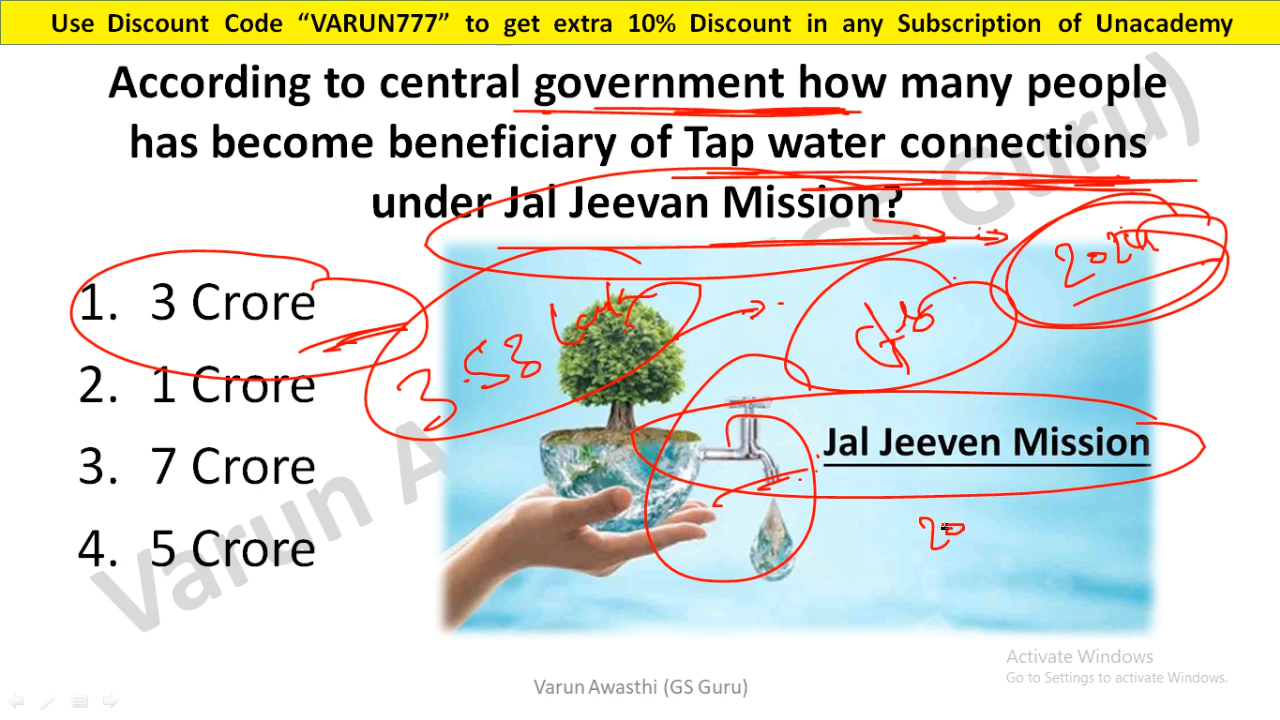 Use Discount Code “VARUN777” to get extra 10% Discount in any Subscription of Unacademy
According to central government how many people
has become beneficiary of Tap water connections
under Jal Jeevan Mission?
1. 3 Crore
2. 1 Crore
3. 7 Crore
4. 5 Crore
3.58 Lakh
Jal Jeeven Mission
20
Activate Windows
Go to Settings to activate Windows.
Varun Awasthi (GS Guru)